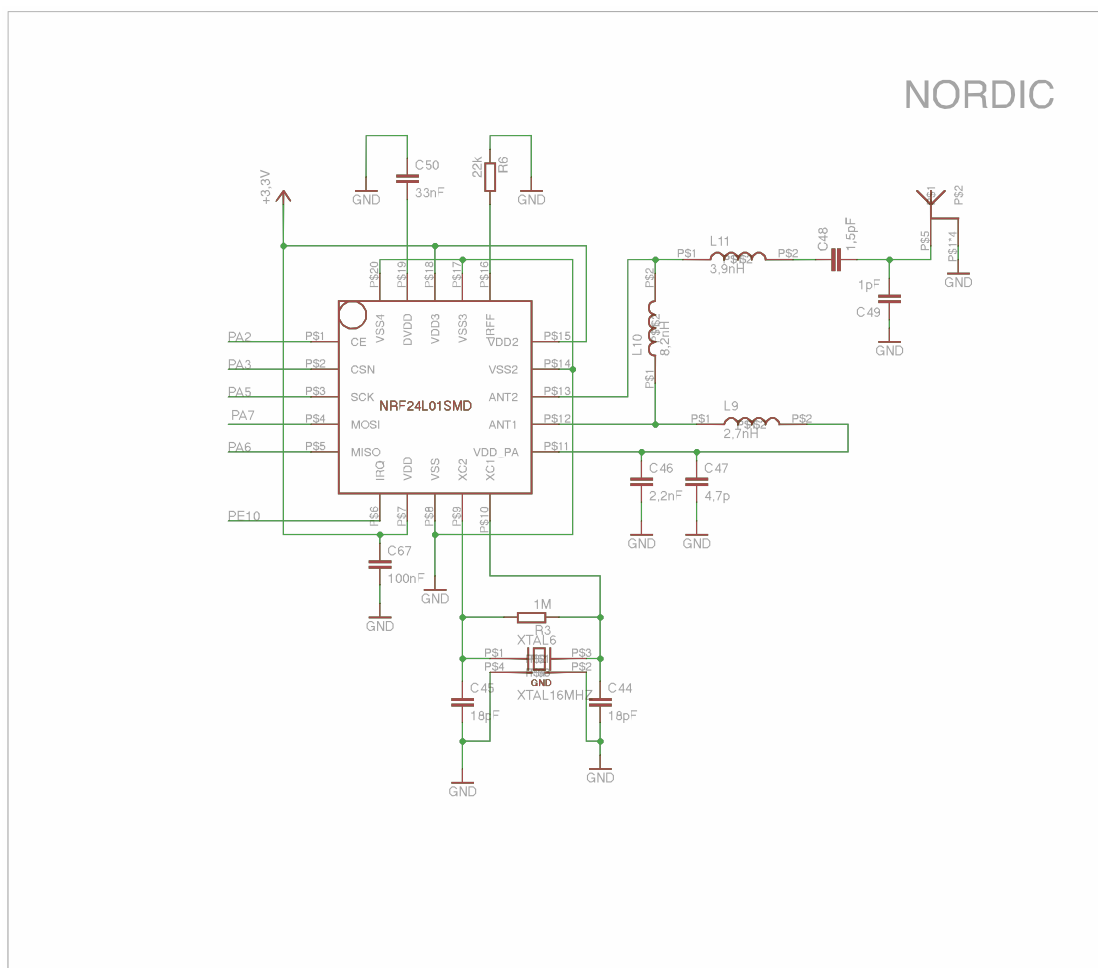 NORDIC
+3,3V
C50
33nF
GND
22k
R6
GND
P$20
P$19
P$18
P$17
P$16
VSS4
DVDD
VDD3
VSS3
IRFF
PA2
P$1
CE
VDD2
P$15
PA3
P$2
CSN
VSS2
P$14
PA5
P$3
SCK
NRF24L01SMD
ANT2
P$13
PA7
P$4
MOSI
ANT1
P$12
PA6
P$5
MISO
VDD_PA
P$11
IRQ
VDD
VSS
XC2
XC1
PE10
P$6
P$7
P$8
P$9
P$10
C67
100nF
GND
GND
P$1
L11
P$2
3,9nH
C48
1,5pF
P$1
P$2
P$5
P$1*4
GND
1pF
C49
GND
P$2
L10
8,2nH
P$1
P$1
L9
P$2
2,7nH
C46
2,2nF
GND
C47
4,7p
GND
1M
R3
XTAL6
P$1
P$3
P$4
P$2
GND
XTAL16MHZ
C45
18pF
GND
C44
18pF
GND